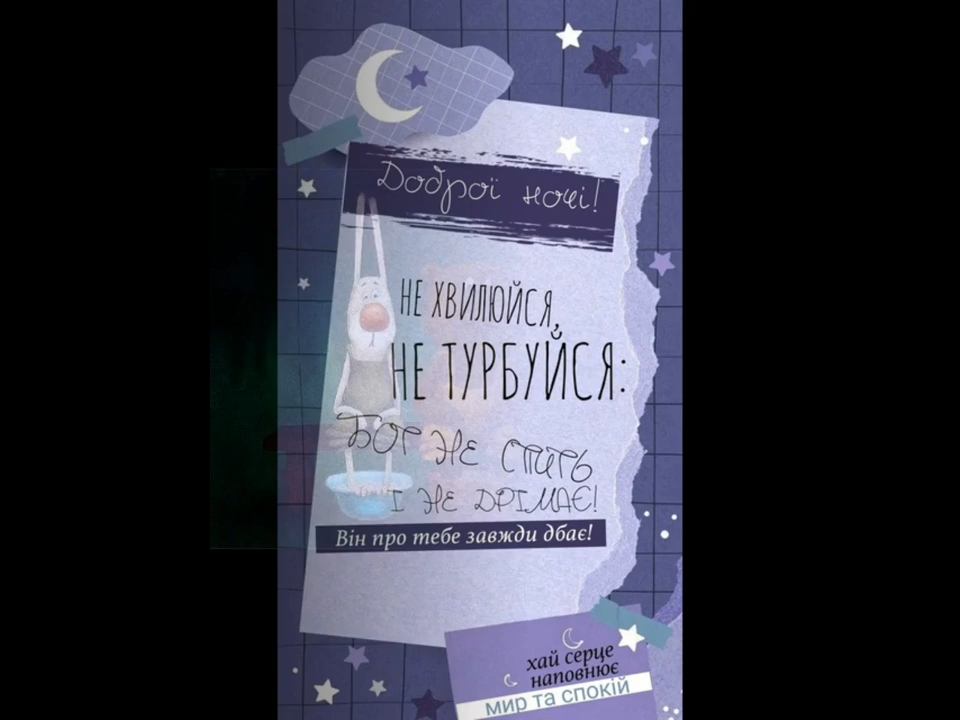 Доброї ночі!
НЕ ХВИЛЮЙСЯ,
НЕ ТУРБУЙСЯ:
БОГ НЕ СПИТЬ
І НЕ ДРІМАЄ!
Він про тебе завжди дбає!
хай серце
наповнює
мир та спокій